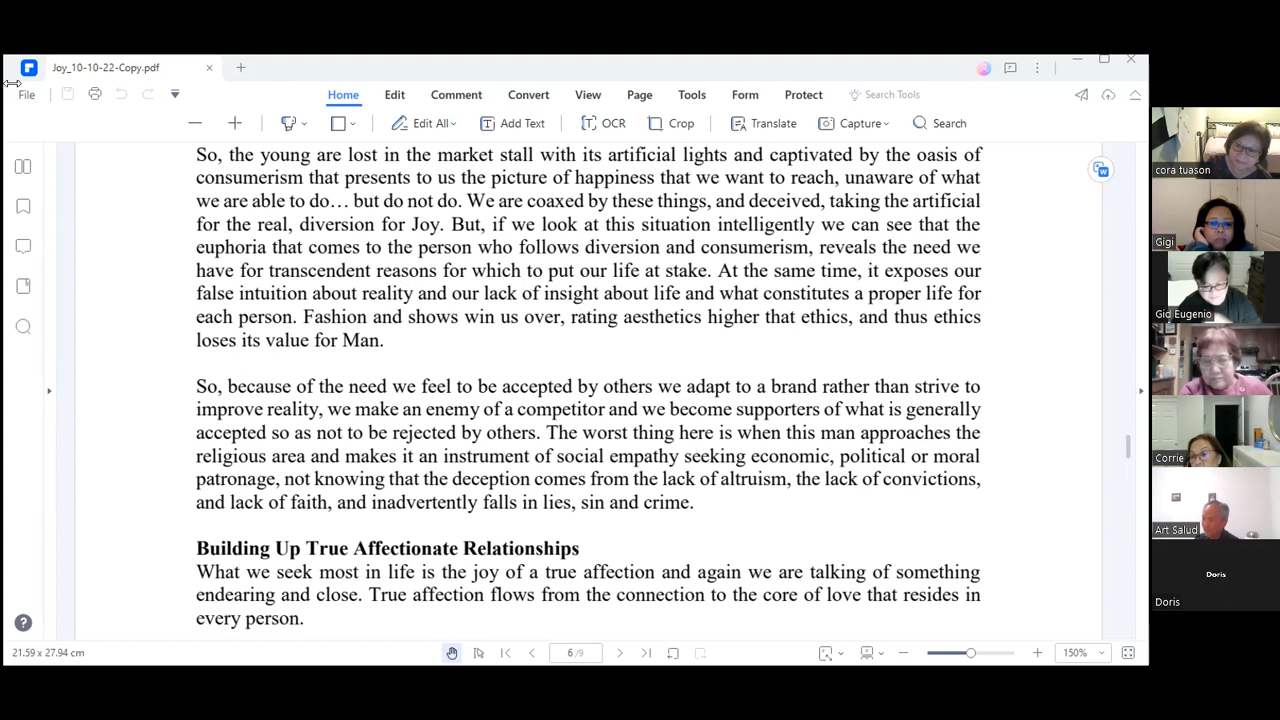 Joy_10-10-22-Copy.pdf
File
Home Edit Comment Convert View Page Tools Form Protect Search Tools
Edit All Add Text OCR Crop Translate Capture Search
So, the young are lost in the market stall with its artificial lights and captivated by the oasis of
consumerism that present to us the picture of happiness that we want to reach, unaware of what
we are able to do… but do not do. We are coaxed by these things, and deceived, taking the artificial
for the real, diversion for Joy. But, if we look at this situation intelligently we can see that the
euphoria that comes to the person who follows diversion and consumerism, reveals the need we
have for transcendent reasons for which to put our life at stake. At the same time, it exposes our
false intuition about reality and our lack of insight about life and what constitutes a proper life for
each person. Fashion and shows win us over, rating aesthetics higher that ethics, and thus ethics
loses its value for Man.
So, because of the need we feel to be accepted by others we adapt to a brand rather than strive to
improve reality, we make an enemy of a competitor and we become supporters of what is generally
accepted so as not to be rejected by others. The worst thing here is when this man approaches the
religious area and makes it an instrument of social empathy seeking economic, political or moral
patronage, not knowing that the deception comes from the lack of altruism, the lack of convictions,
and lack of faith, and inadvertently falls in lies, sin and crime.
Building Up True Affectionate Relationships
What we seek most in life is the joy of a true affection and again we are talking of something
endearing and close. True affection flows from the connection to the core of love that resides in
every person.
21.59 x 27.94 cm
6 /9
150%
cora tuason
Gigi
Gio Eugenio
Corrie
Art Salud
Doris
Doris